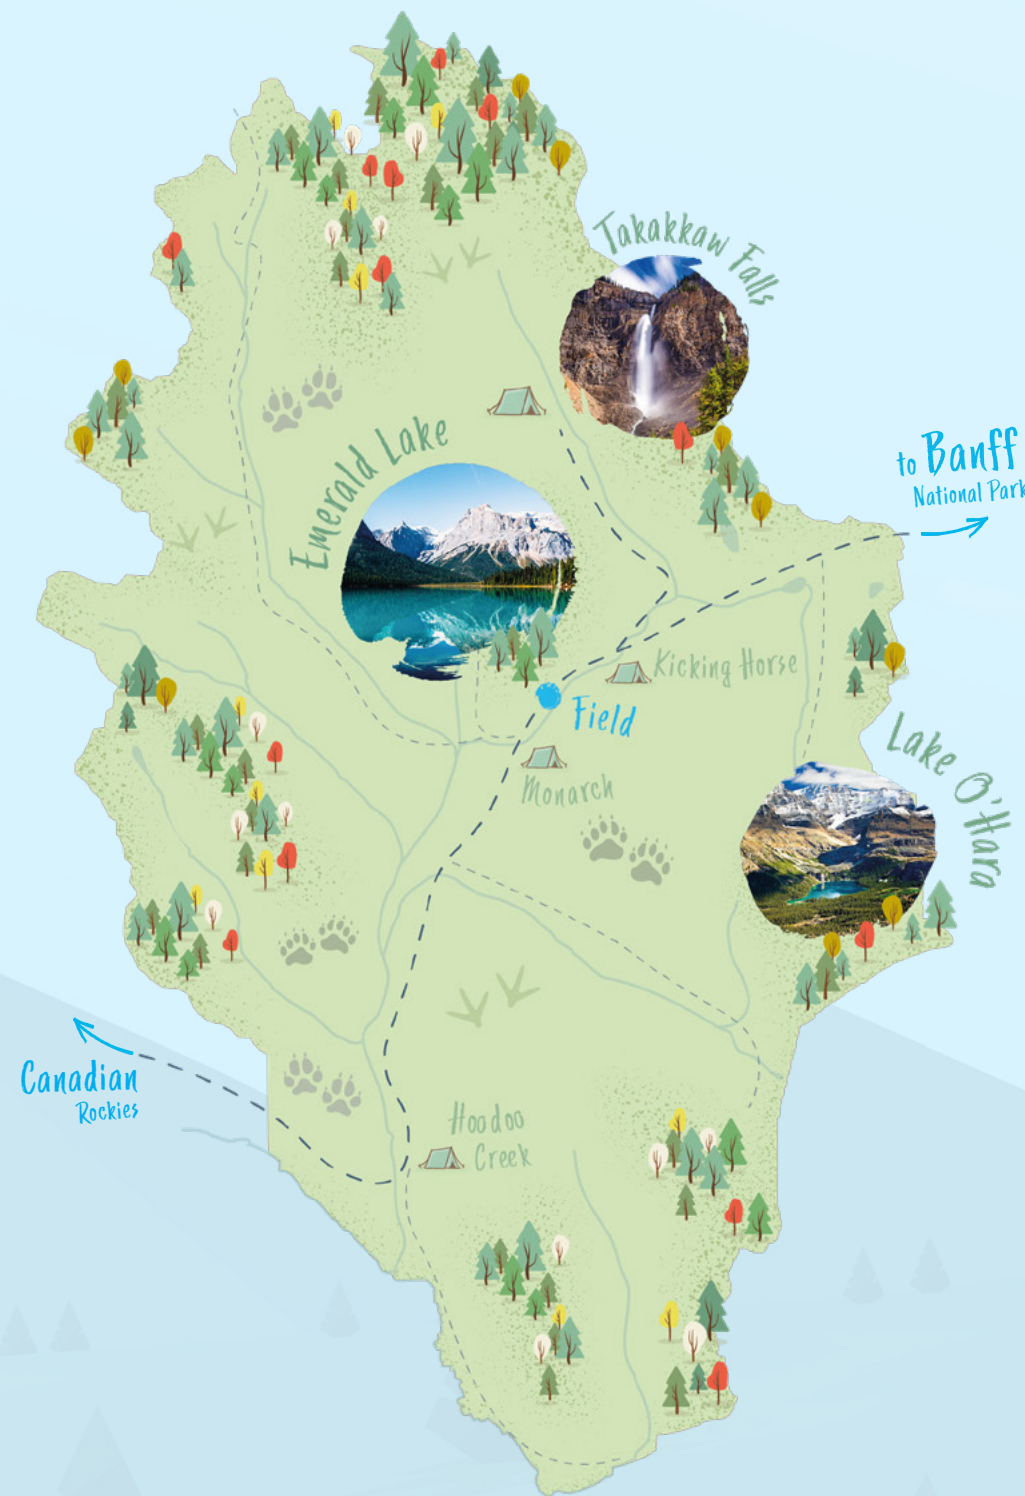 Takakkaw Falls
to Banff
National Park
Emerald Lake
Kicking Horse
Field
Monarch
Lake O'Hara
Canadian
Rockies
Hoodoo
Creek